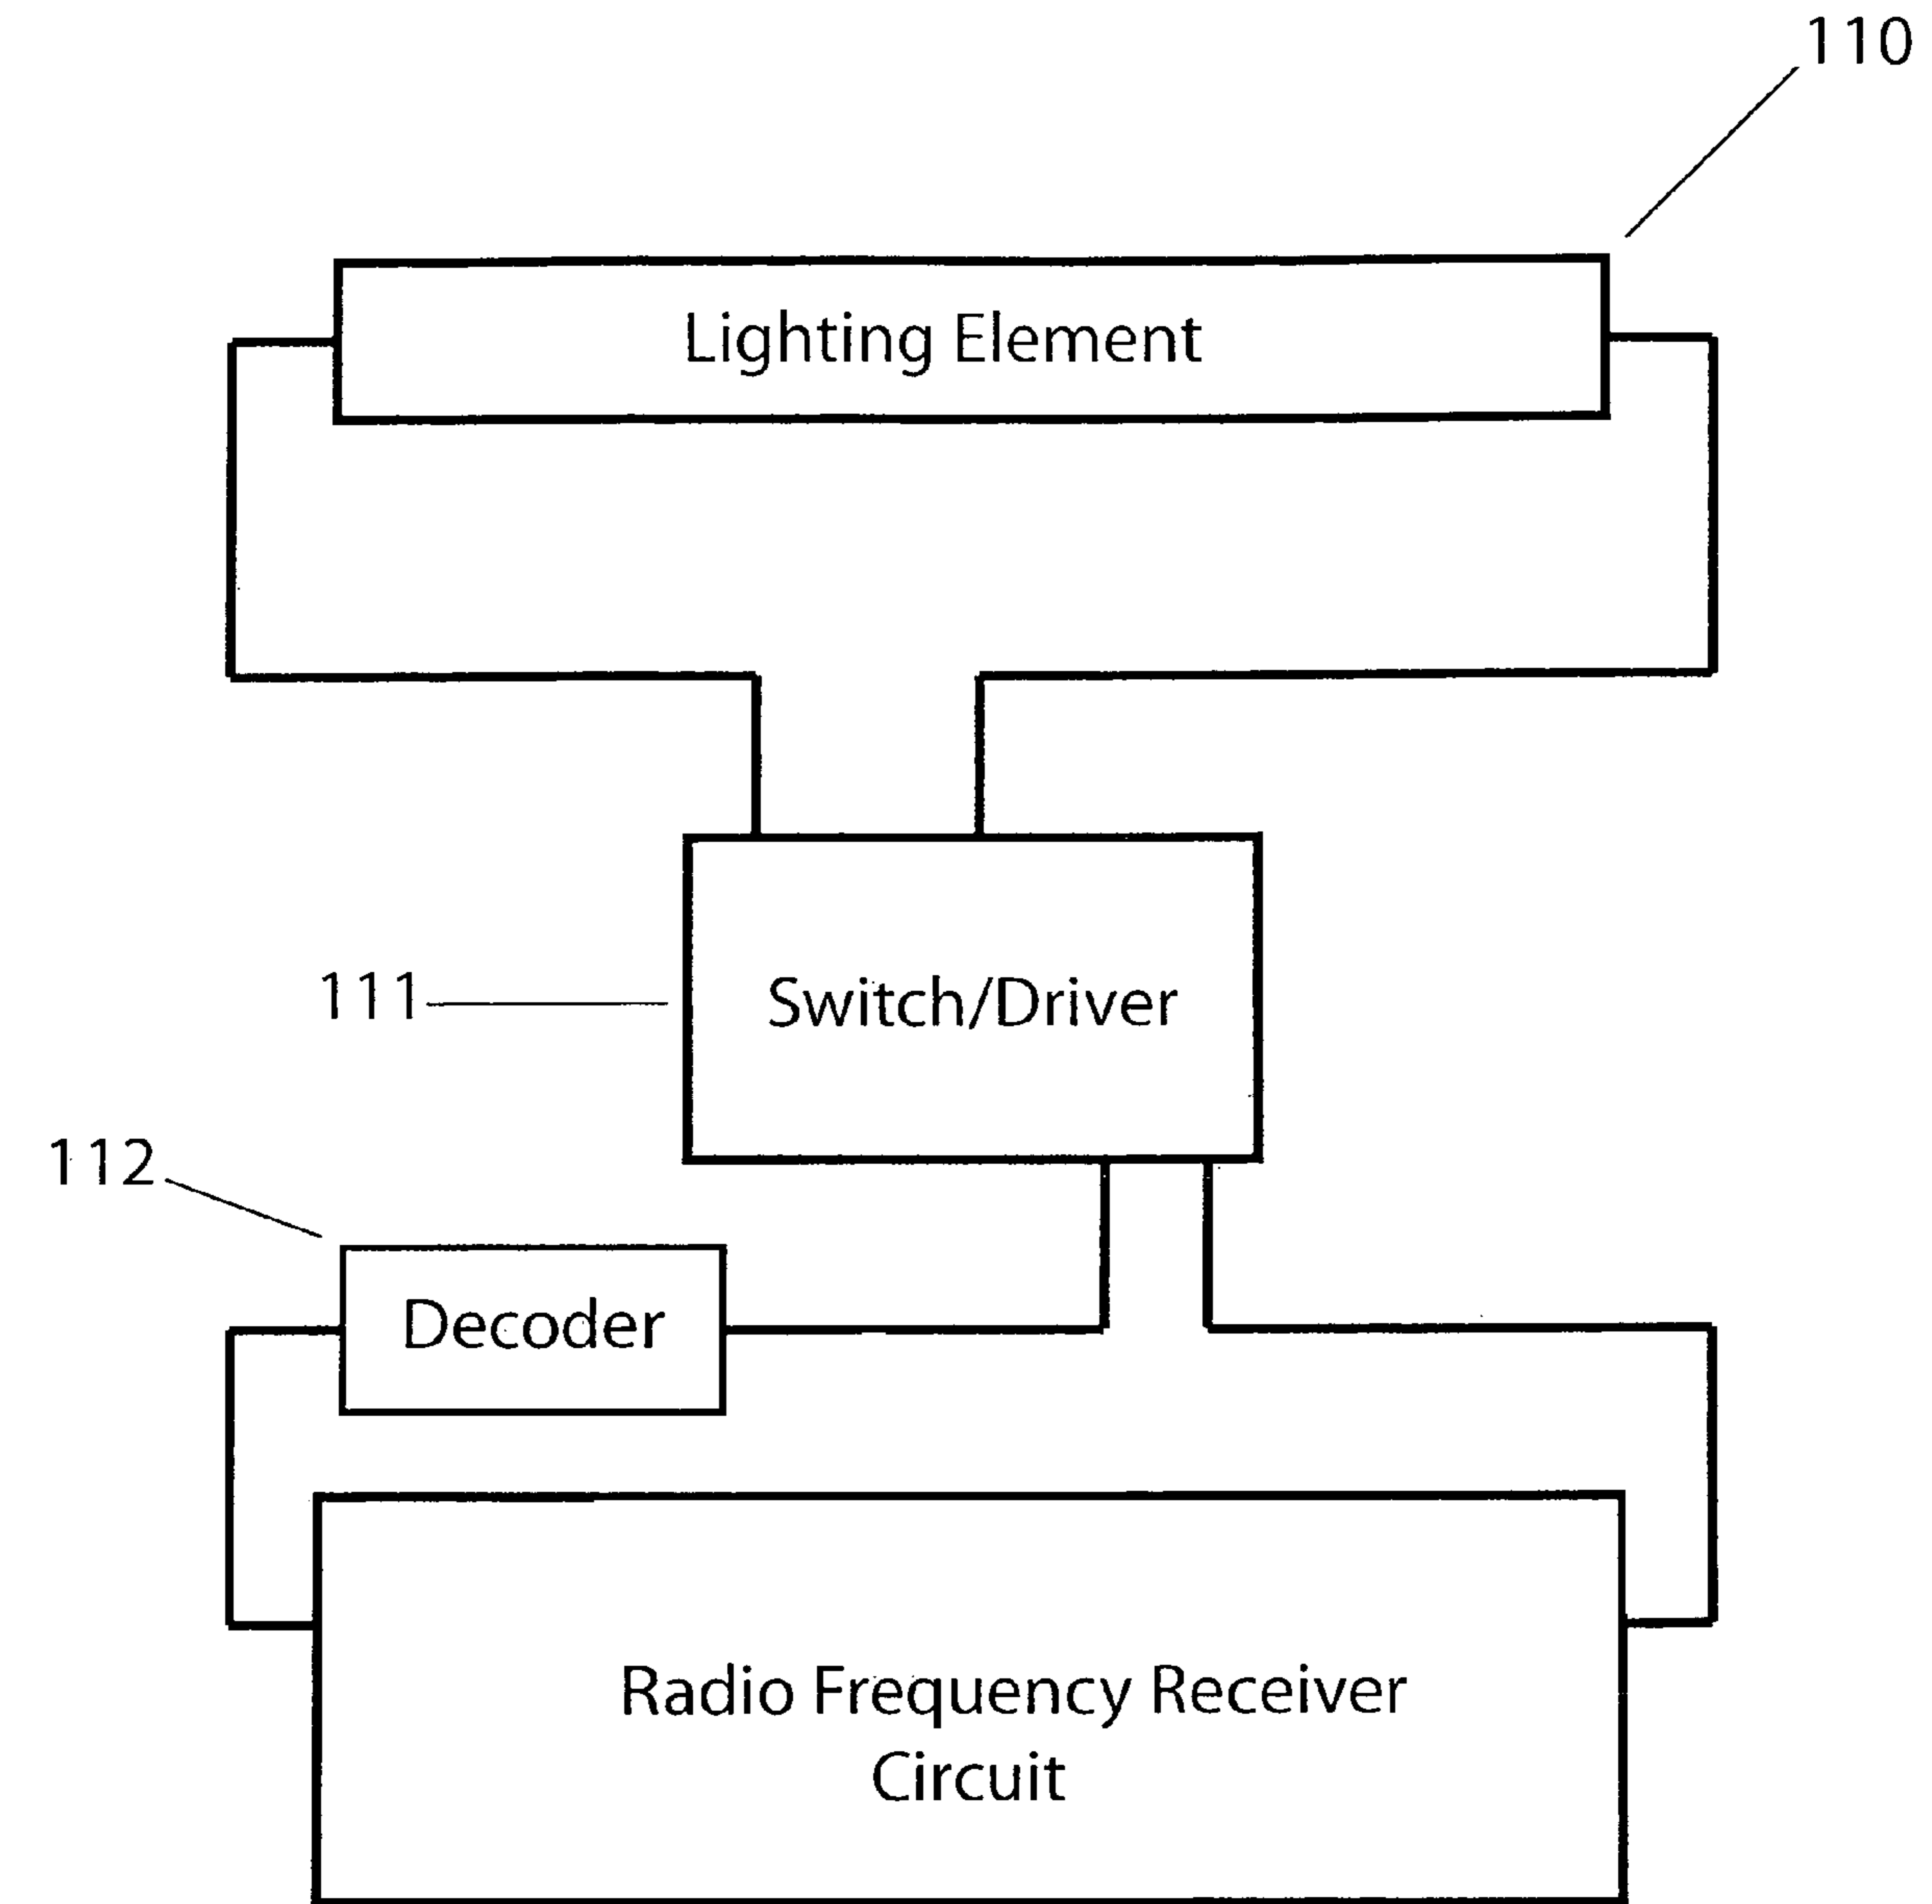 110
Lighting Element
111
Switch/Driver
112
Decoder
Radio Frequency Receiver
Circuit